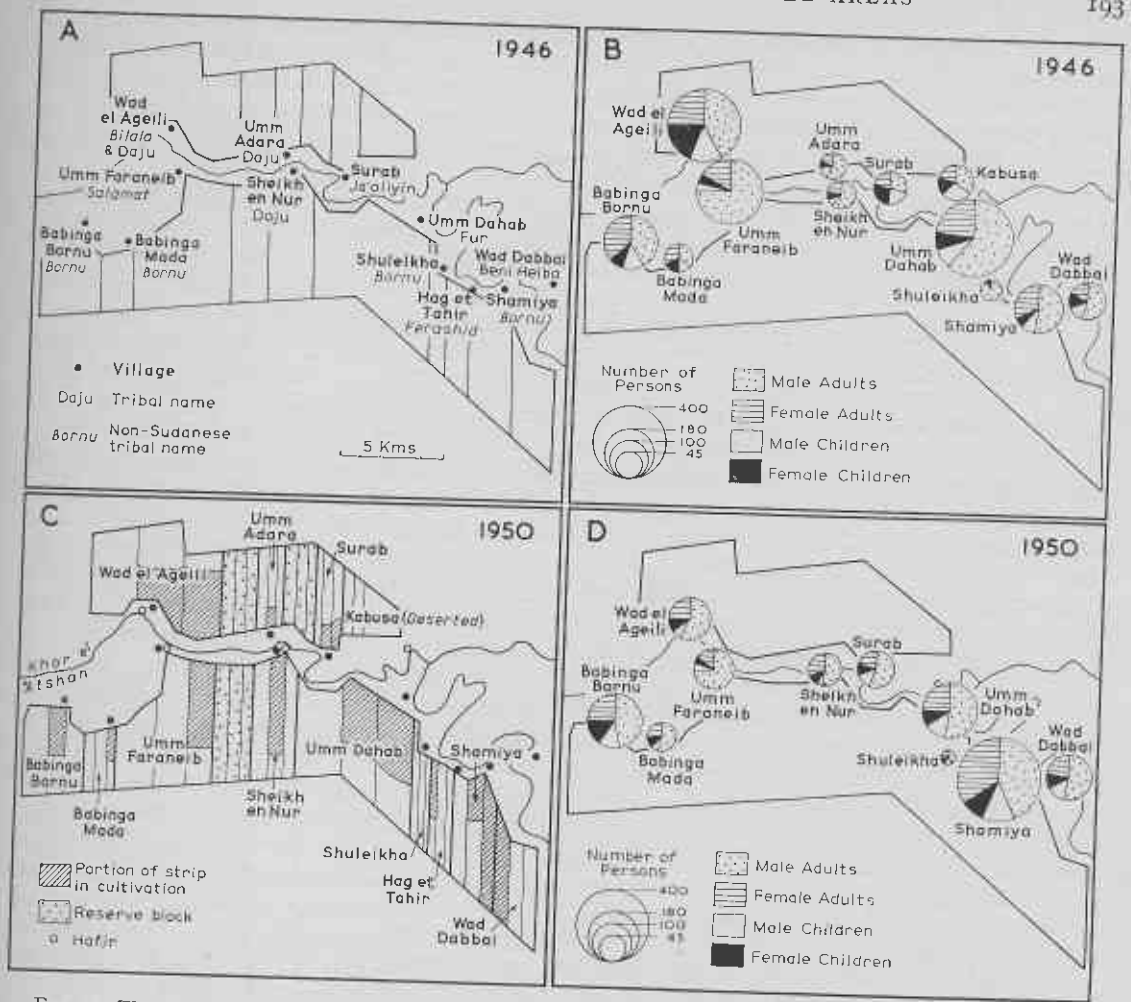 AREAS
193
A
1946
Wad
el Ageili
Bilala
& Daju
Umm
Adara
Daju
Umm Faraneib
Salamat
Sheikh
en Nur
Daju
Surab
Ja'aliyin
Babinga
Bornu
Bornu
Babinga
Mada
Bornu
Umm Dahab
Fur
Shuleikha
Bornu
Wad Dabbai
Beni Helba
Hag et
Tahir
Ferashid
Shamiya
Bornu
Village
Daju Tribal name
Bornu Non-Sudanese
tribal name
5 Kms
B
1946
Wad el
Ageili
Umm
Adara
Surab
Kabusa
Babinga
Bornu
Sheikh
en Nur
Umm
Faraneib
Babinga
Mada
Umm
Dahab
Wad
Dabbai
Shuleikha
Shamiya
Number of
Persons
400
180
100
45
Male Adults
Female Adults
Male Children
Female Children
C
1950
Umm
Adara
Surab
Wad el Ageili
Kabusa (Deserted)
Khor el
'Atshan
Babinga
Bornu
Umm
Faraneib
Umm Dahab
Shamiya
Babinga
Mada
Sheikh
en Nur
Shuleikha
Hag et
Tahir
Wad
Dabbai
Portion of strip
in cultivation
Reserve block
Hafir
D
1950
Wad el
Ageili
Surab
Babinga
Bornu
Umm
Faraneib
Sheikh
en Nur
Umm
Dahab
Babinga
Mada
Shuleikha
Wad
Dabbai
Shamiya
Number of
Persons
400
180
100
45
Male Adults
Female Adults
Male Children
Female Children